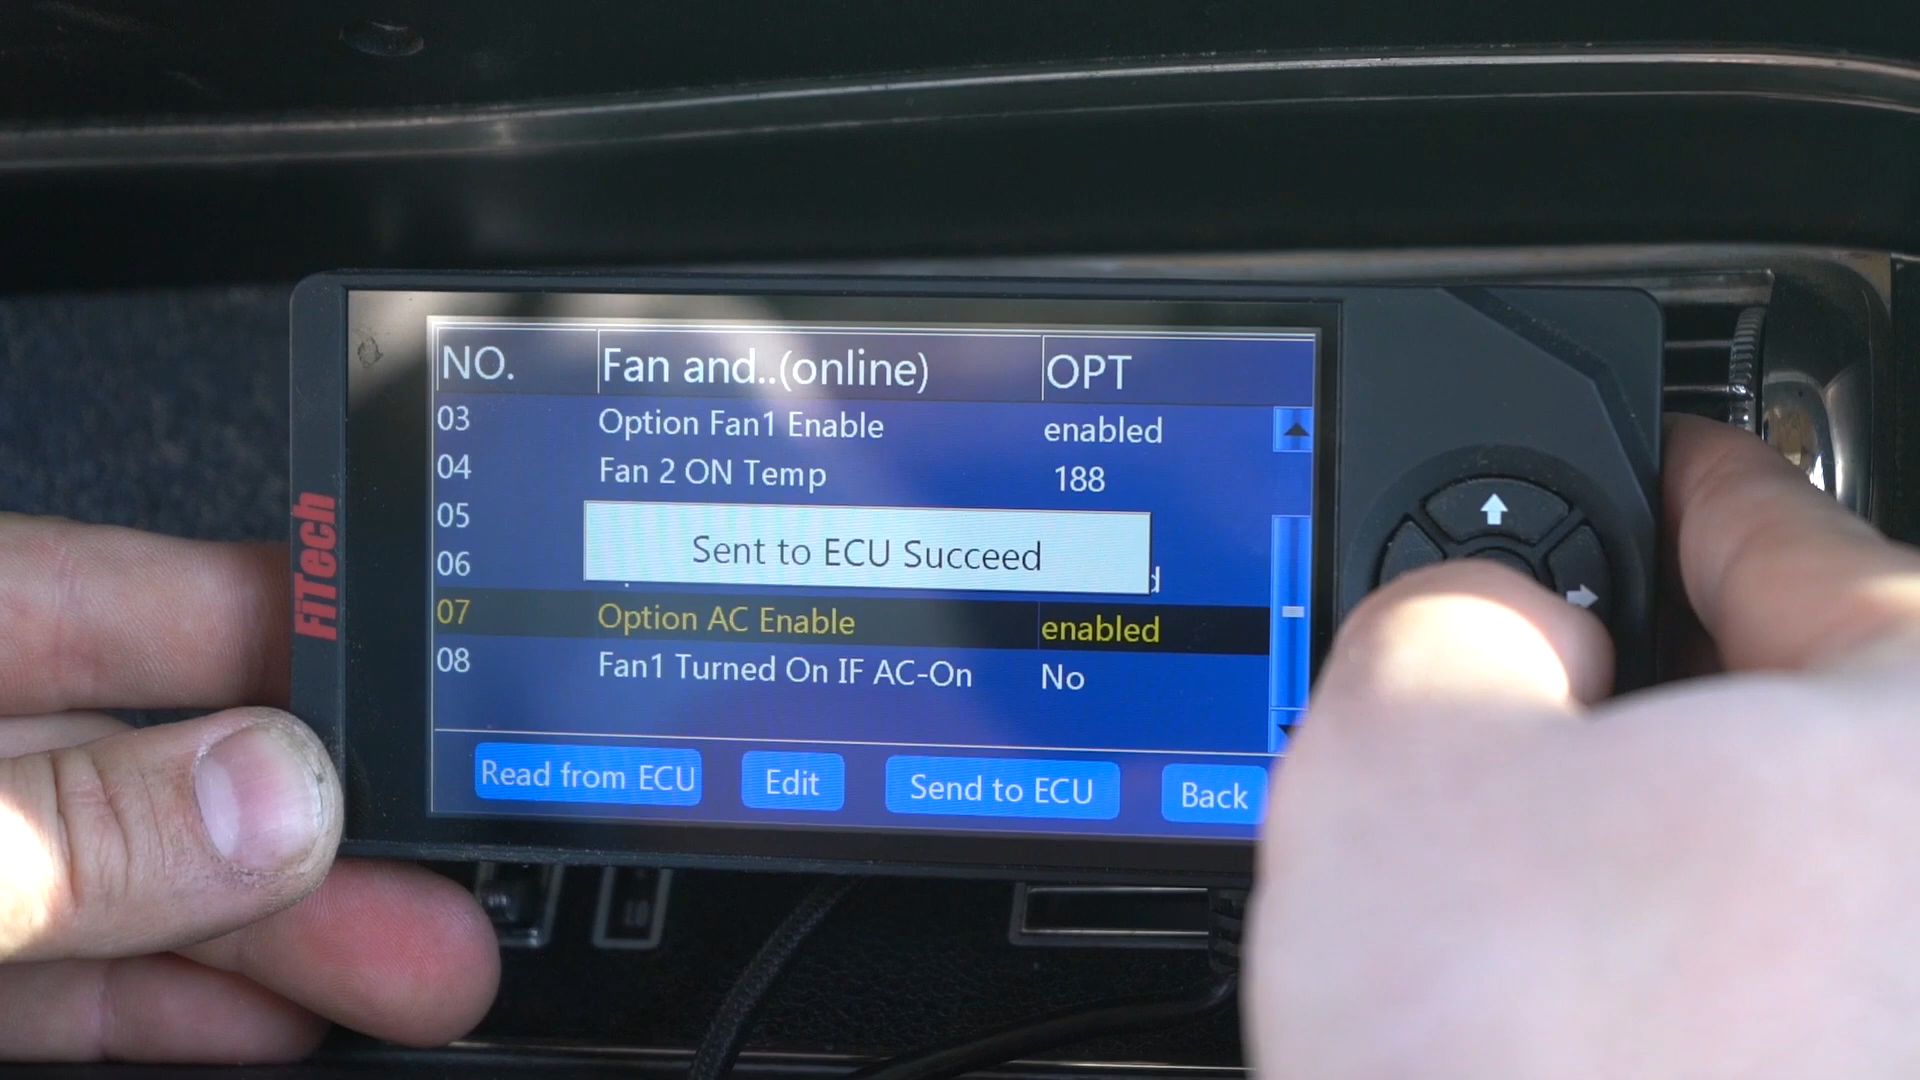 NO. Fan and..(online) OPT
03 Option Fan1 Enable enabled
04 Fan 2 ON Temp 188
05
Sent to ECU Succeed
06
07 Option AC Enable enabled
08 Fan1 Turned On IF AC-On No
Read from ECU Edit Send to ECU Back
FiTech